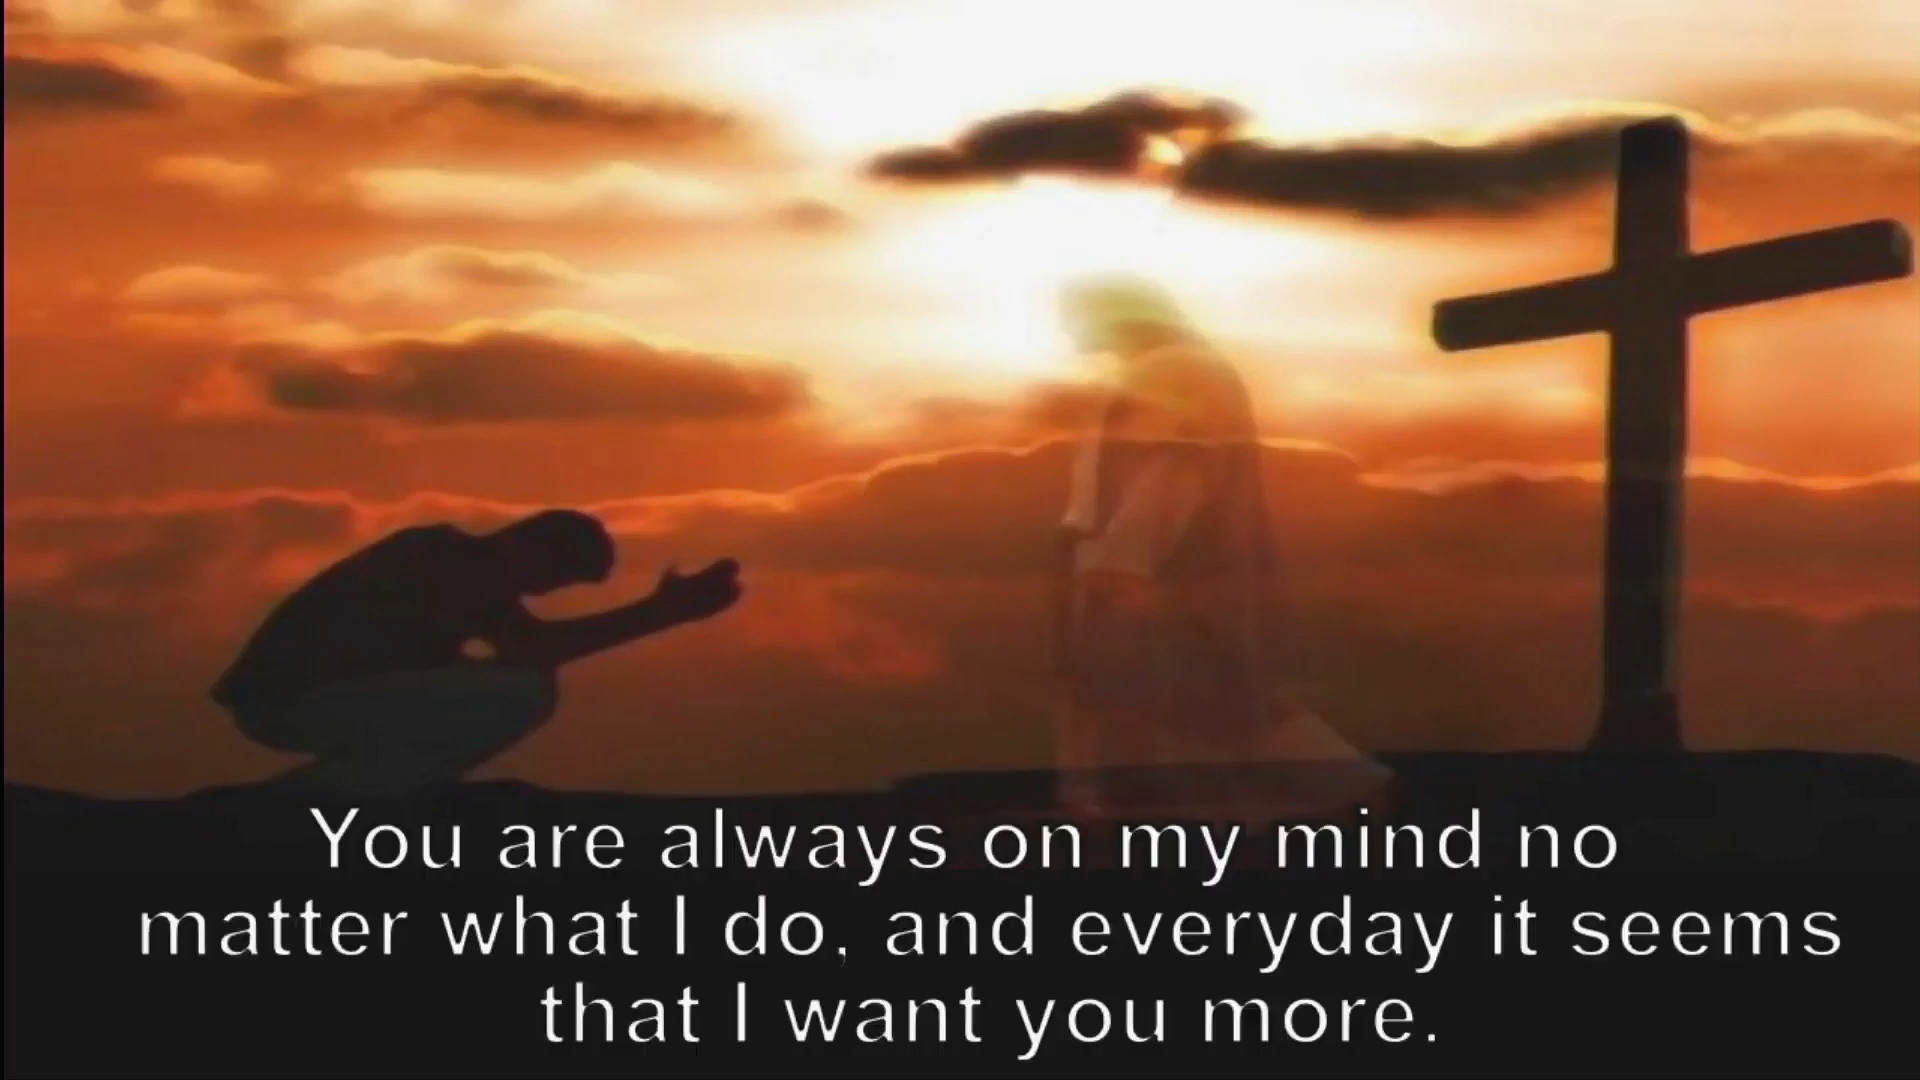 You are always on my mind no
matter what I do, and everyday it seems
that I want you more.